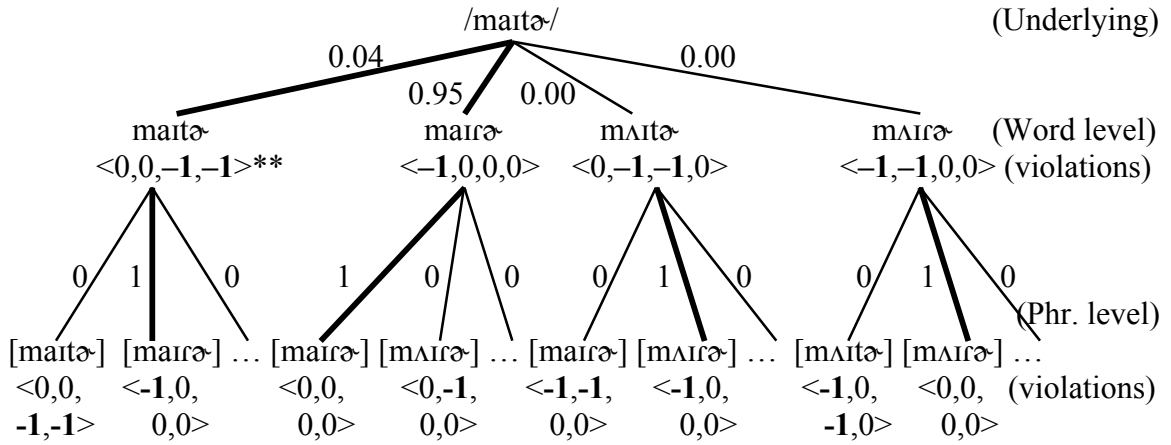 /maɪtɚ/ (Underlying)
0.04 0.95 0.00 0.00
maɪtɚ maɪɾɚ mʌɪtɚ mʌɪɾɚ (Word level)
<0,0,–1,–1>** <–1,0,0,0> <0,–1,–1,0> <–1,–1,0,0> (violations)
0 1 0 1 0 0 0 1 0 0 1 0
(Phr. level)
[maɪtɚ] [maɪɾɚ] … [maɪɾɚ] [mʌɪɾɚ] … [maɪɾɚ] [mʌɪɾɚ] … [mʌɪtɚ] [mʌɪɾɚ] …
<0,0, <-1,0, <0,0, <0,-1, <-1,-1, <-1,0, <-1,0, <0,0, (violations)
-1,-1> 0,0> 0,0> 0,0> 0,0> 0,0> -1,0> 0,0>